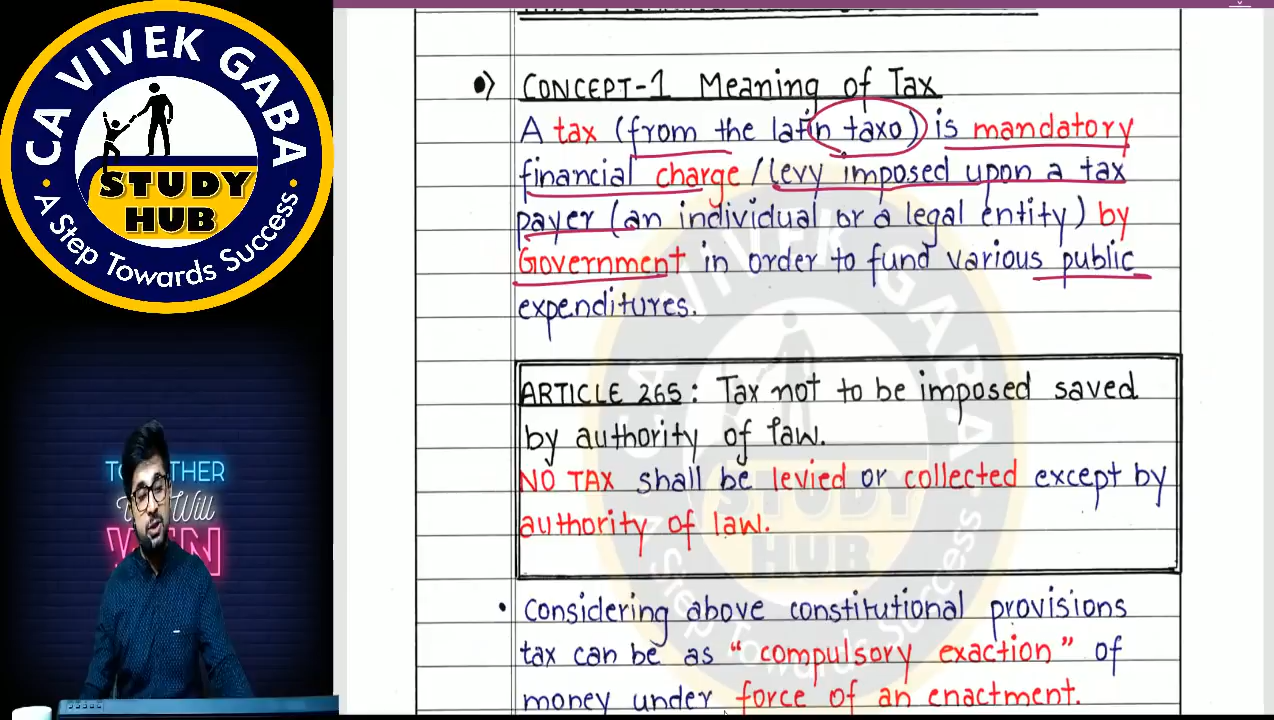 CA VIVEK GABA
STUDY
HUB
A Step Towards Success
TOGETHER
Will
WIN
•) CONCEPT-1 Meaning of Tax
A tax (from the latin taxo) is mandatory
financial charge /levy imposed upon a tax
payer (an individual or a legal entity) by
Government in order to fund various public
expenditures.
ARTICLE 265: Tax not to be imposed saved
by authority of law.
NO TAX shall be levied or collected except by
authority of law.
• Considering above constitutional provisions
tax can be as "compulsory exaction" of
money under force of an enactment.